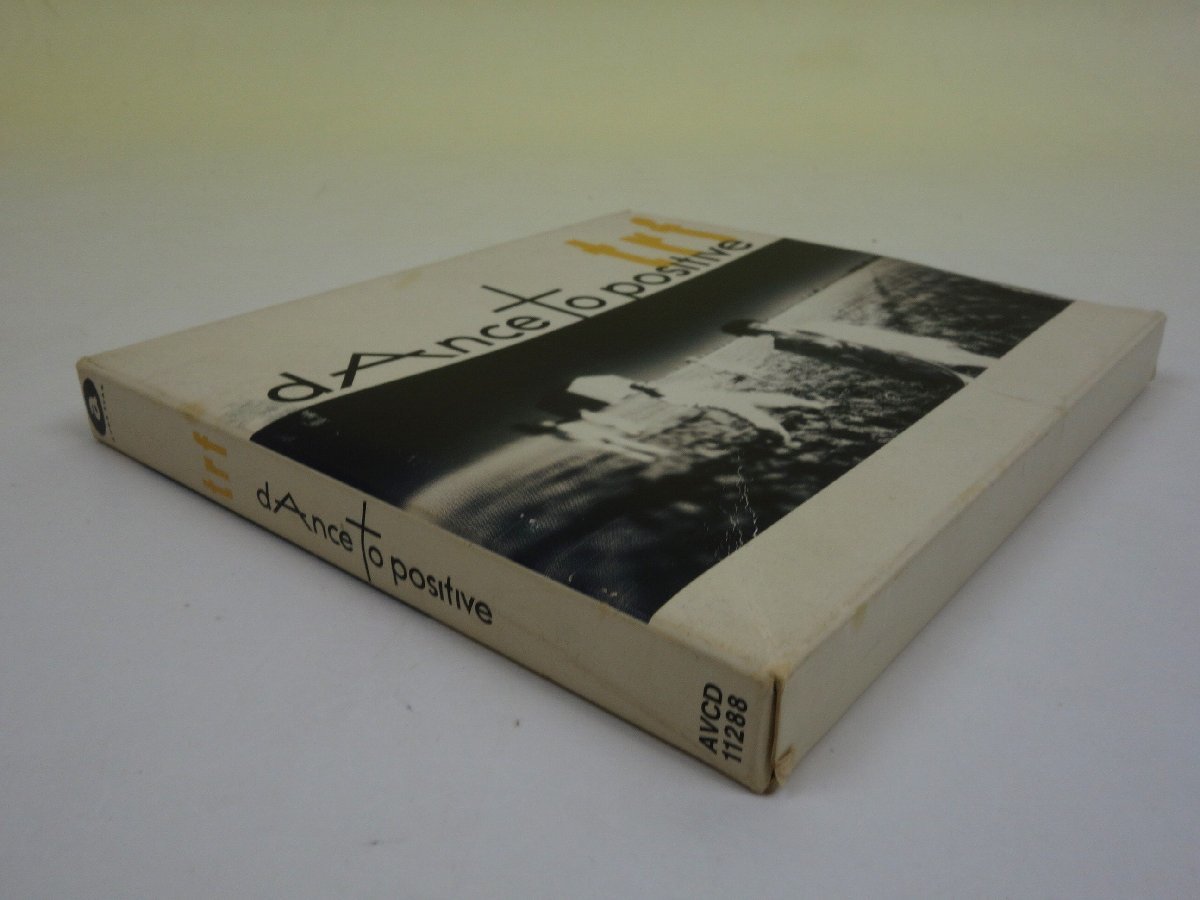 trf
dAnce To positive
a
trf
dAnce To positive
AVCD
11288